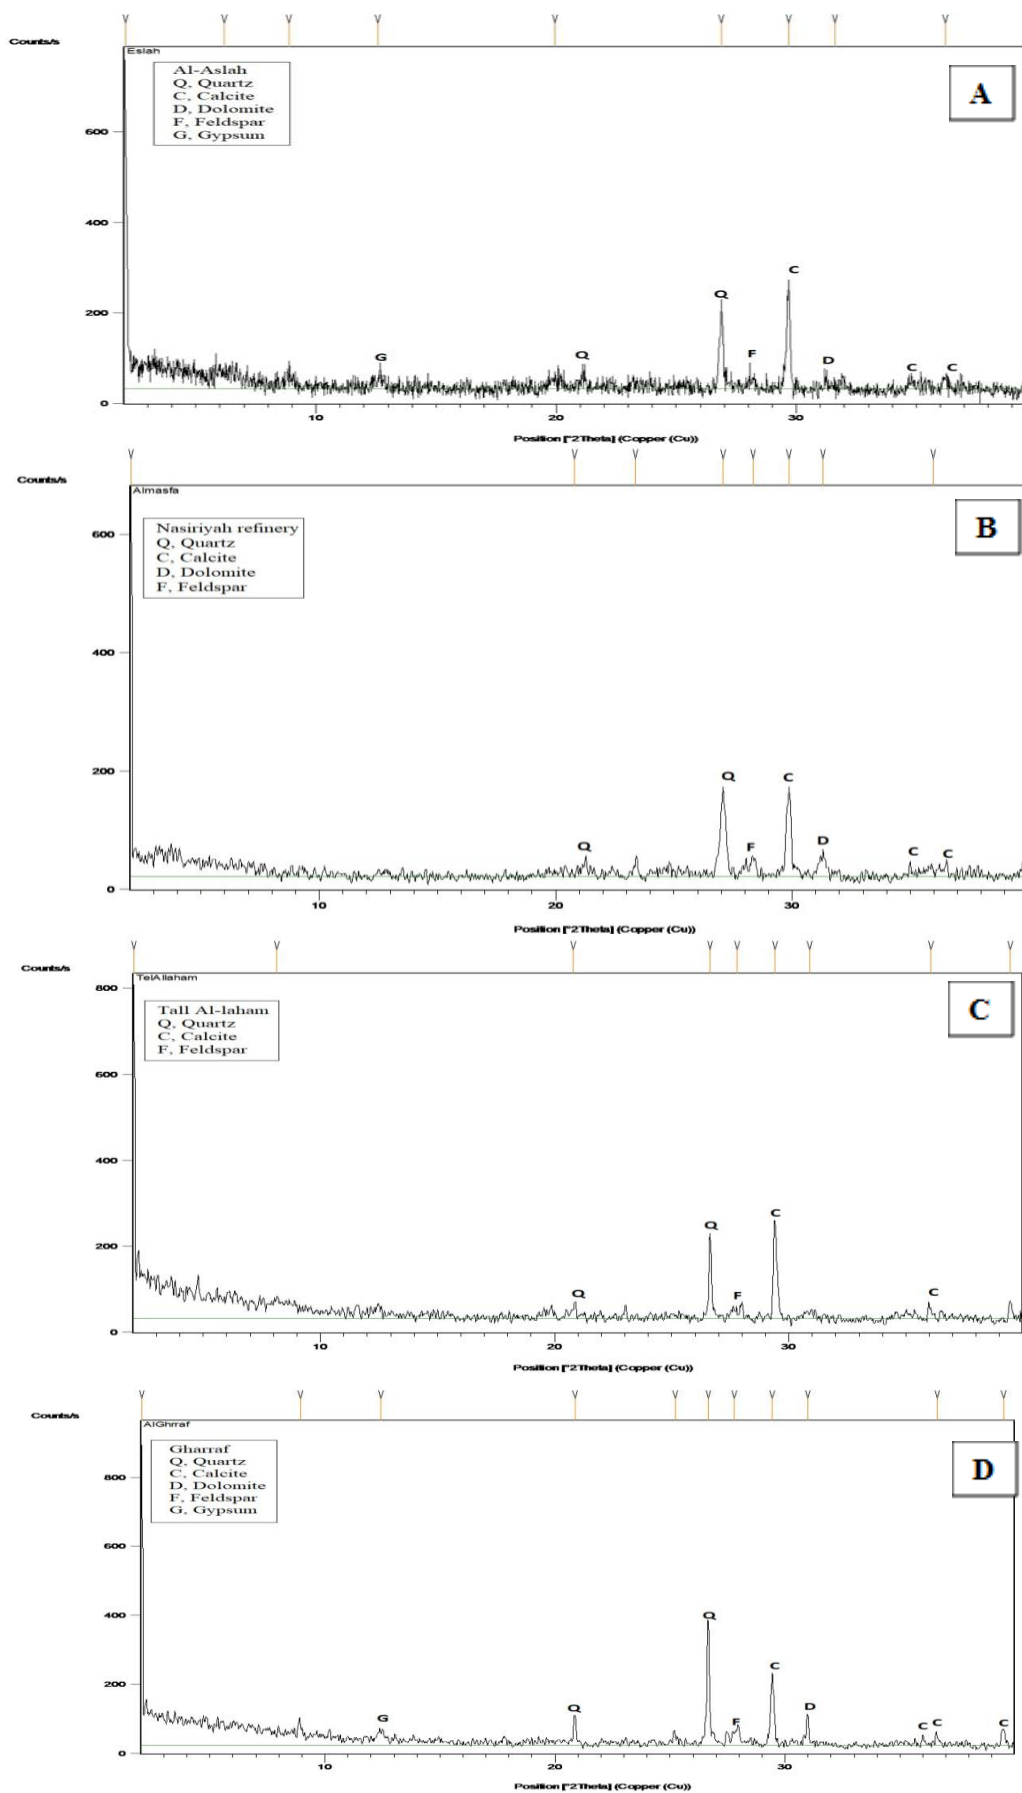 Counts/s
Eslah
Al-Aslah
Q, Quartz
C, Calcite
D, Dolomite
F, Feldspar
G, Gypsum
A
600
400
200
0
G
Q
Q
F
C
D
C
C
10
20
30
Position [°2Theta] (Copper (Cu))
Counts/s
Almasfa
Nasiriyah refinery
Q, Quartz
C, Calcite
D, Dolomite
F, Feldspar
B
600
400
200
0
Q
Q
F
C
D
C
C
10
20
30
Position [°2Theta] (Copper (Cu))
Counts/s
TelAllaham
Tall Al-laham
Q, Quartz
C, Calcite
F, Feldspar
C
800
600
400
200
0
Q
Q
F
C
C
10
20
30
Position [°2Theta] (Copper (Cu))
Counts/s
AlGhrraf
Gharraf
Q, Quartz
C, Calcite
D, Dolomite
F, Feldspar
G, Gypsum
D
800
600
400
200
0
G
Q
Q
F
C
D
C
C
C
10
20
30
Position [°2Theta] (Copper (Cu))